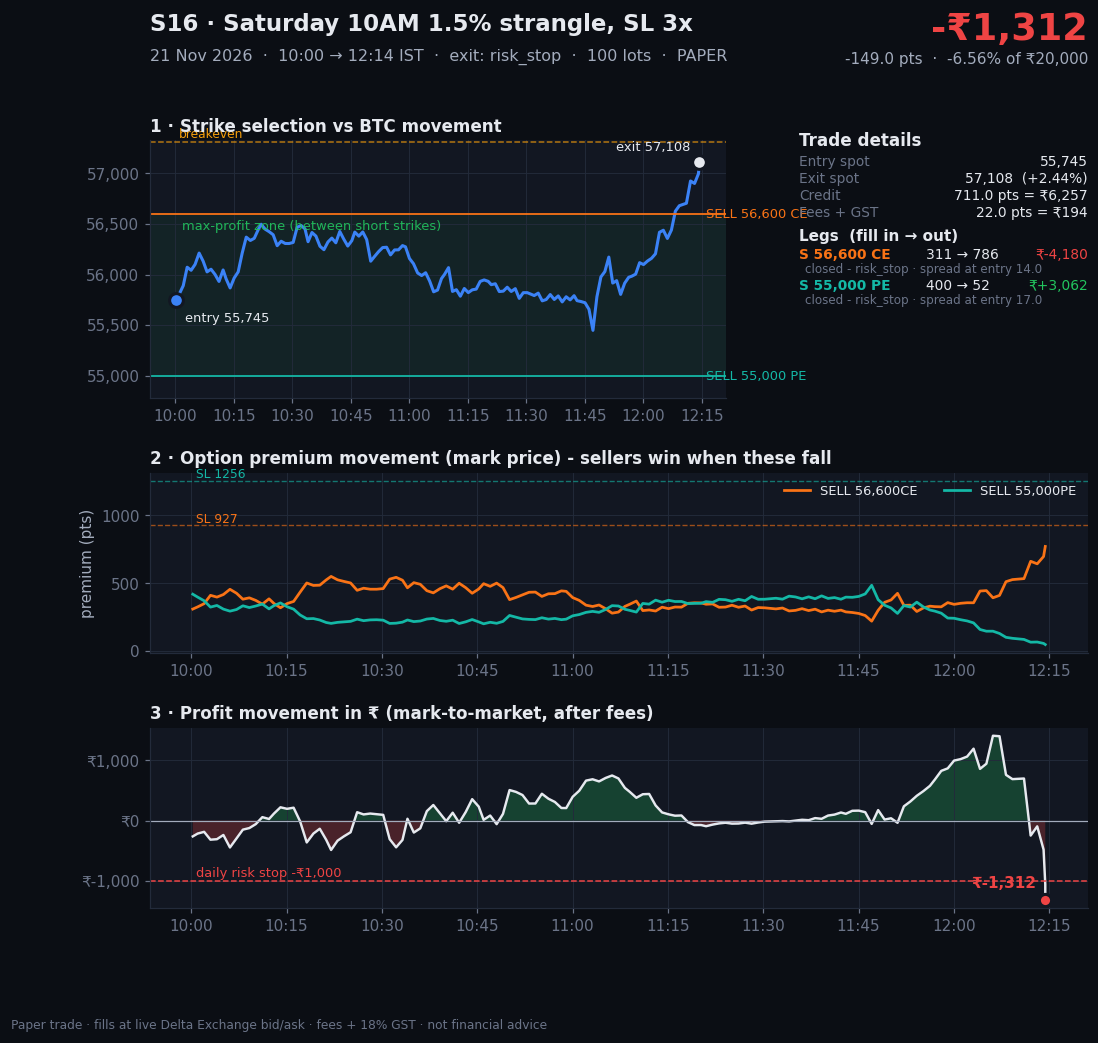 S16 · Saturday 10AM 1.5% strangle, SL 3x
-₹1,312
21 Nov 2026 · 10:00 → 12:14 IST · exit: risk_stop · 100 lots · PAPER
-149.0 pts · -6.56% of ₹20,000
1 · Strike selection vs BTC movement
breakeven
exit 57,108
57,000
56,500
56,000
55,500
55,000
SELL 56,600 CE
max-profit zone (between short strikes)
entry 55,745
SELL 55,000 PE
10:00 10:15 10:30 10:45 11:00 11:15 11:30 11:45 12:00 12:15
Trade details
Entry spot 55,745
Exit spot 57,108 (+2.44%)
Credit 711.0 pts = ₹6,257
Fees + GST 22.0 pts = ₹194
Legs (fill in → out)
S 56,600 CE 311 → 786 ₹-4,180
closed - risk_stop · spread at entry 14.0
S 55,000 PE 400 → 52 ₹+3,062
closed - risk_stop · spread at entry 17.0
2 · Option premium movement (mark price) - sellers win when these fall
SL 1256
SELL 56,600CE SELL 55,000PE
SL 927
premium (pts)
1000
500
0
10:00 10:15 10:30 10:45 11:00 11:15 11:30 11:45 12:00 12:15
3 · Profit movement in ₹ (mark-to-market, after fees)
₹1,000
₹0
₹-1,000
daily risk stop -₹1,000
₹-1,312
10:00 10:15 10:30 10:45 11:00 11:15 11:30 11:45 12:00 12:15
Paper trade · fills at live Delta Exchange bid/ask · fees + 18% GST · not financial advice